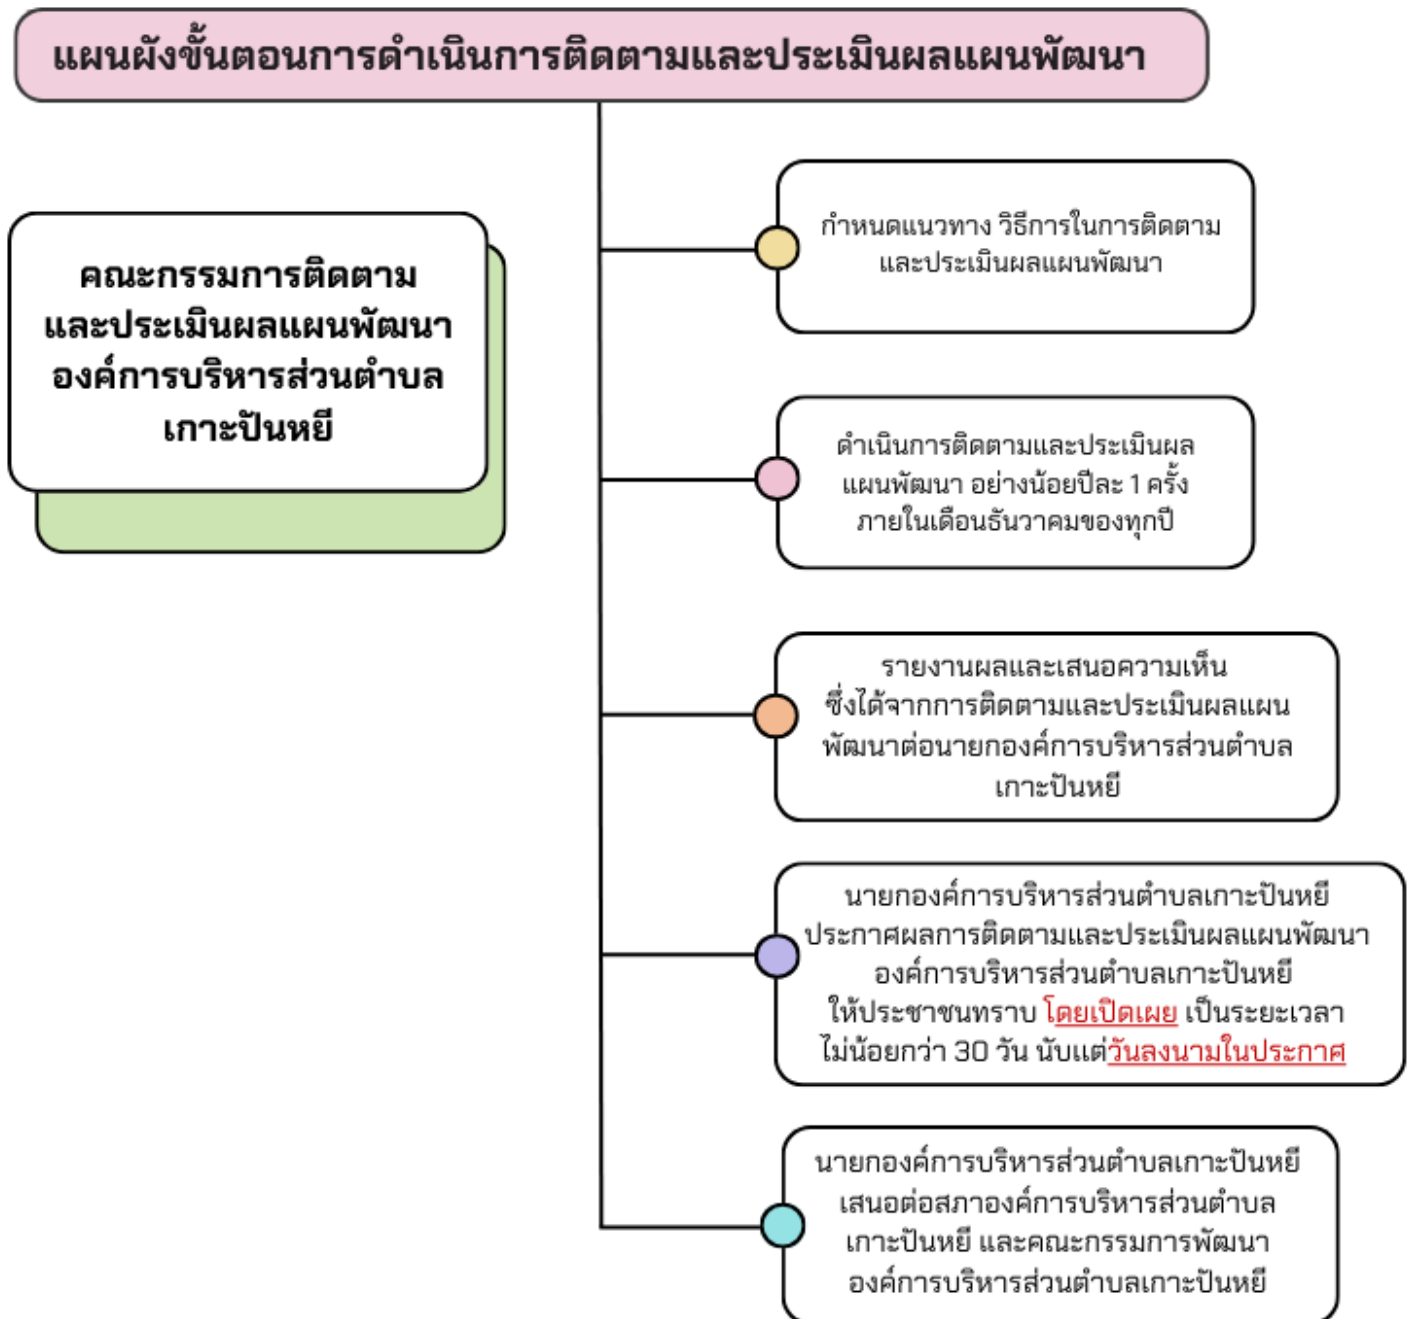 แผนผังขั้นตอนการดำเนินการติดตามและประเมินผลแผนพัฒนา
คณะกรรมการติดตาม
และประเมินผลแผนพัฒนา
องค์การบริหารส่วนตำบล
เกาะปันหยี
กำหนดแนวทาง วิธีการในการติดตาม
และประเมินผลแผนพัฒนา
ดำเนินการติดตามและประเมินผล
แผนพัฒนา อย่างน้อยปีละ 1 ครั้ง
ภายในเดือนธันวาคมของทุกปี
รายงานผลและเสนอความเห็น
ซึ่งได้จากการติดตามและประเมินผลแผน
พัฒนาต่อนายกองค์การบริหารส่วนตำบล
เกาะปันหยี
นายกองค์การบริหารส่วนตำบลเกาะปันหยี
ประกาศผลการติดตามและประเมินผลแผนพัฒนา
องค์การบริหารส่วนตำบลเกาะปันหยี
ให้ประชาชนทราบ โดยเปิดเผย เป็นระยะเวลา
ไม่น้อยกว่า 30 วัน นับแต่วันลงนามในประกาศ
นายกองค์การบริหารส่วนตำบลเกาะปันหยี
เสนอต่อสภาองค์การบริหารส่วนตำบล
เกาะปันหยี และคณะกรรมการพัฒนา
องค์การบริหารส่วนตำบลเกาะปันหยี